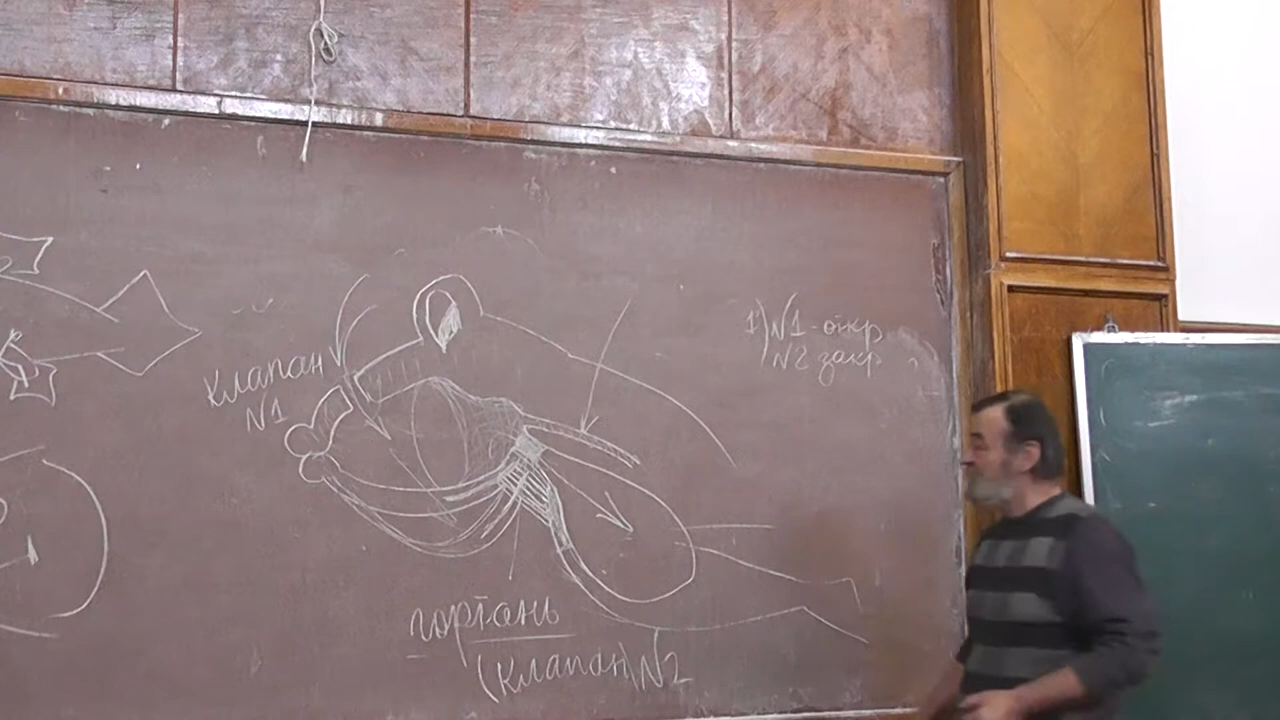 клапан
№1
гортань
(клапан) №2
1) №1 - откр
№2 закр.